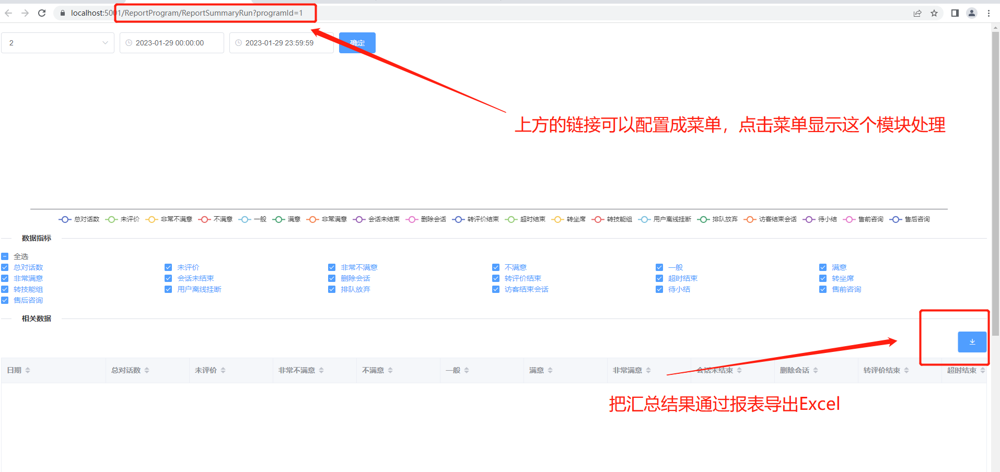 localhost:5001/ReportProgram/ReportSummaryRun?programId=1
2 2023-01-29 00:00:00 2023-01-29 23:59:59 确定
上方的链接可以配置成菜单，点击菜单显示这个模块处理
总对话数 未评价 非常不满意 不满意 一般 满意 非常满意 会话未结束 删除会话 转评价结束 超时结束 转坐席 转技能组 用户离线挂断 排队放弃 访客结束会话 待小结 售前咨询 售后咨询
数据指标
全选
总对话数 未评价 非常不满意 不满意 一般 满意
非常满意 会话未结束 删除会话 转评价结束 超时结束 转坐席
转技能组 用户离线挂断 排队放弃 访客结束会话 待小结 售前咨询
售后咨询
相关数据
日期 总对话数 未评价 非常不满意 不满意 一般 满意 非常满意 会话未结束 删除会话 转评价结束 超时结束
把汇总结果通过报表导出Excel